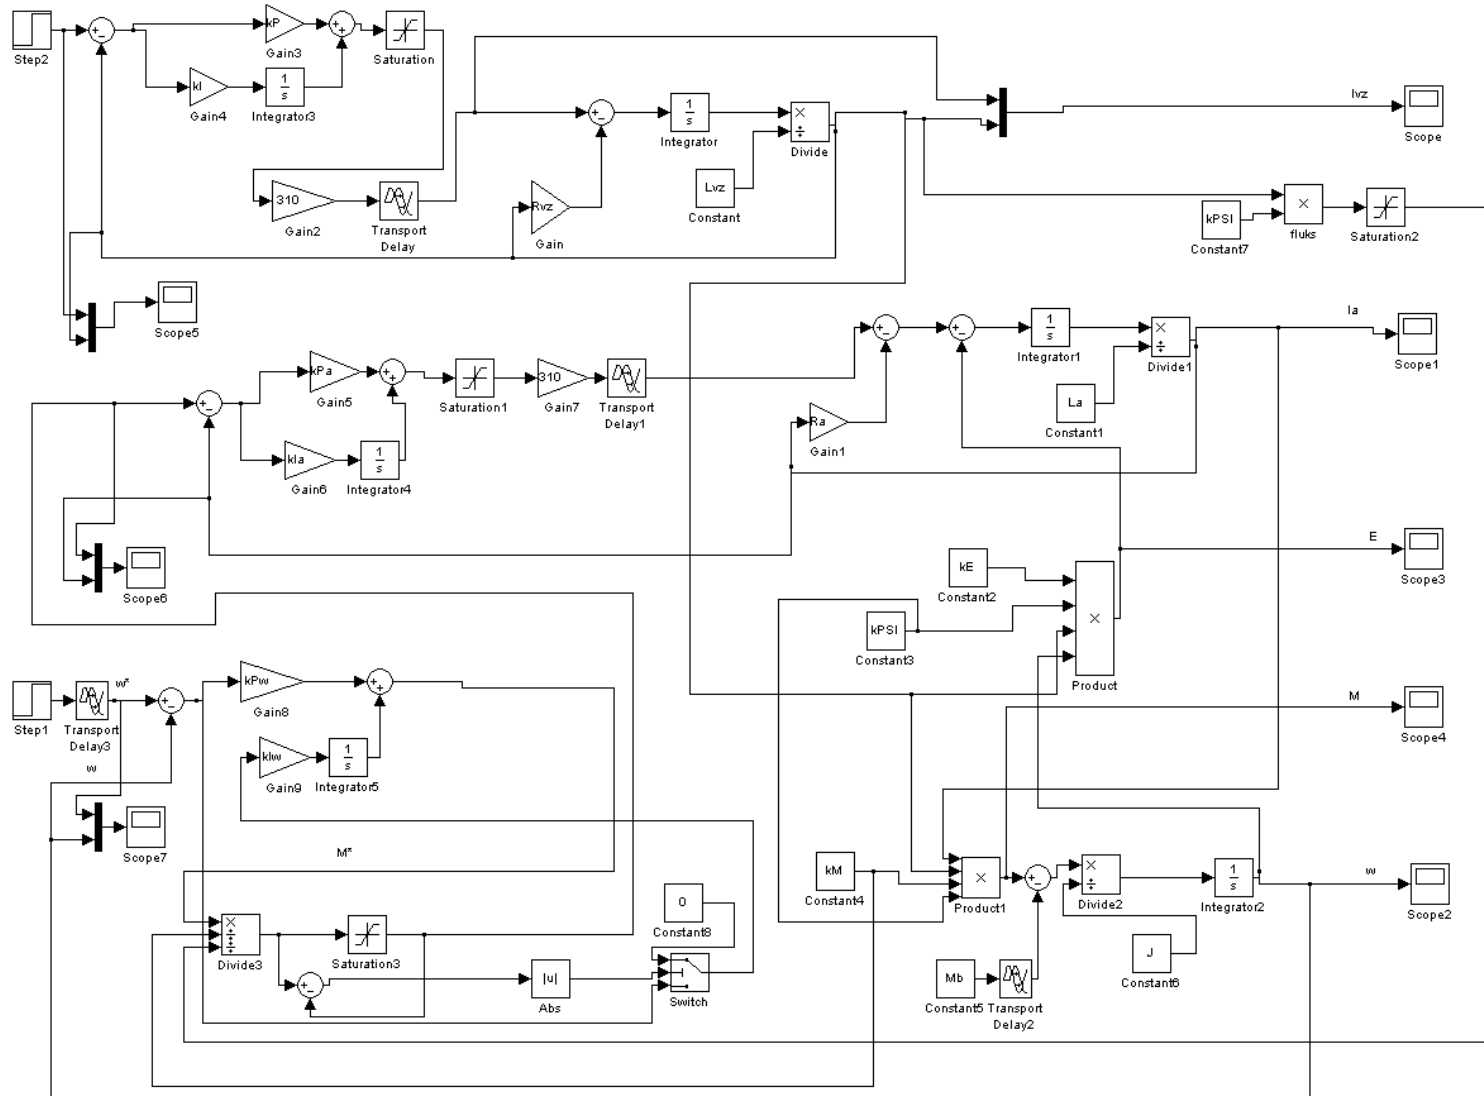 Step2
kP
Gain3
Saturation
kI
Gain4
1
s
Integrator3
310
Gain2
Transport
Delay
Rvz
Gain
1
s
Integrator
Divide
Lvz
Constant
Ivz
Scope
kPSI
Constant7
fluks
Saturation2
Scope5
kPa
Gain5
kIa
Gain6
1
s
Integrator4
Saturation1
310
Gain7
Transport
Delay1
Ra
Gain1
1
s
Integrator1
Divide1
La
Constant1
Ia
Scope1
Scope6
kE
Constant2
kPSI
Constant3
Product
E
Scope3
M
Scope4
Step1
Transport
Delay3
w*
w
Scope7
kPw
Gain8
kIw
Gain9
1
s
Integrator5
M*
Divide3
Saturation3
|u|
Abs
0
Constant8
Switch
kM
Constant4
Product1
Mb
Constant5
Transport
Delay2
Divide2
J
Constant6
1
s
Integrator2
w
Scope2